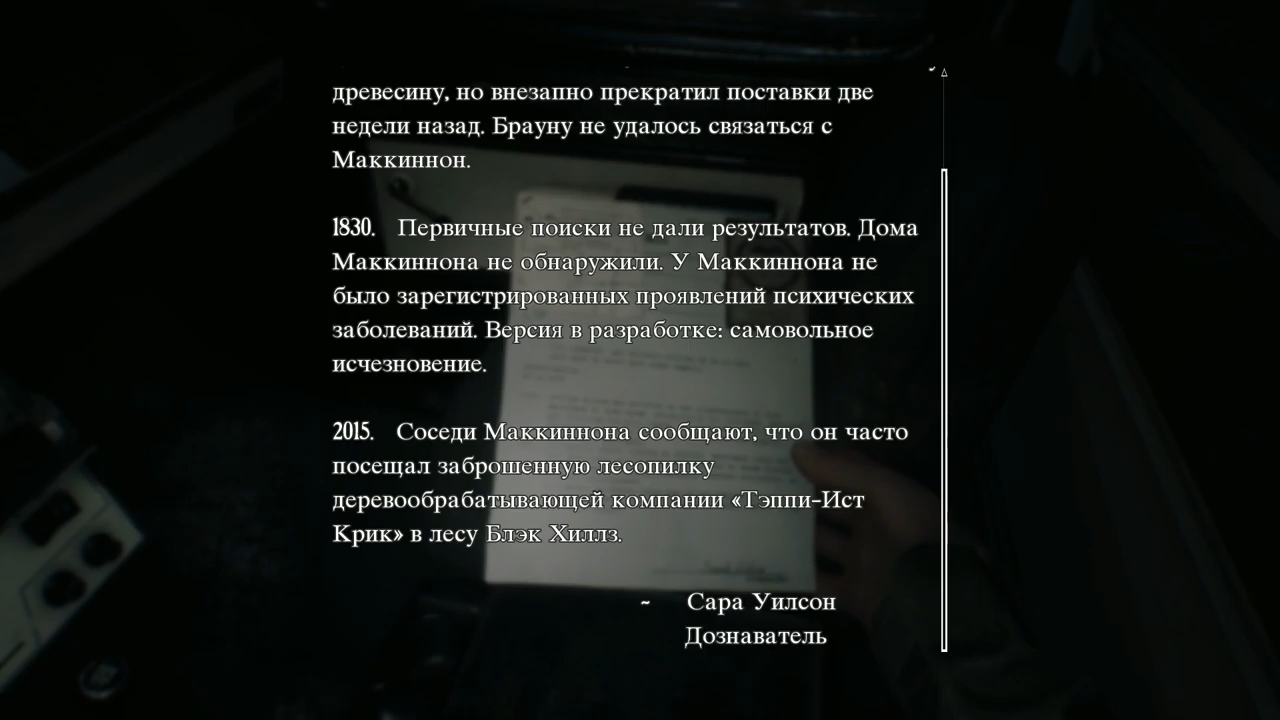 древесину, но внезапно прекратил поставки две
недели назад. Брауну не удалось связаться с
Маккиннон.
1830. Первичные поиски не дали результатов. Дома
Маккиннона не обнаружили. У Маккиннона не
было зарегистрированных проявлений психических
заболеваний. Версия в разработке: самовольное
исчезновение.
2015. Соседи Маккиннона сообщают, что он часто
посещал заброшенную лесопилку
деревообрабатывающей компании «Тэппи-Ист
Крик» в лесу Блэк Хиллз.
~ Сара Уилсон
Дознаватель